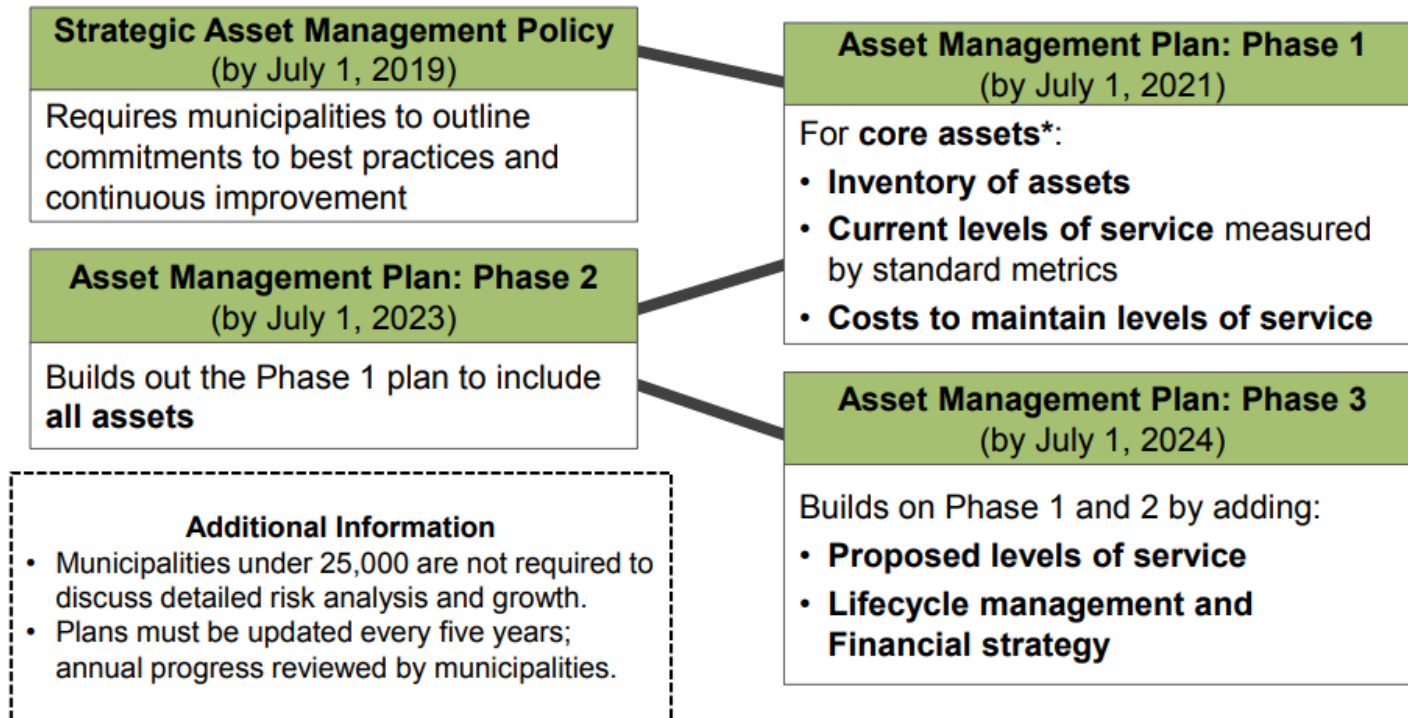 Strategic Asset Management Policy
(by July 1, 2019)
Requires municipalities to outline
commitments to best practices and
continuous improvement
Asset Management Plan: Phase 1
(by July 1, 2021)
For core assets*:
• Inventory of assets
• Current levels of service measured
by standard metrics
• Costs to maintain levels of service
Asset Management Plan: Phase 2
(by July 1, 2023)
Builds out the Phase 1 plan to include
all assets
Asset Management Plan: Phase 3
(by July 1, 2024)
Builds on Phase 1 and 2 by adding:
• Proposed levels of service
• Lifecycle management and
Financial strategy
Additional Information
• Municipalities under 25,000 are not required to
discuss detailed risk analysis and growth.
• Plans must be updated every five years;
annual progress reviewed by municipalities.